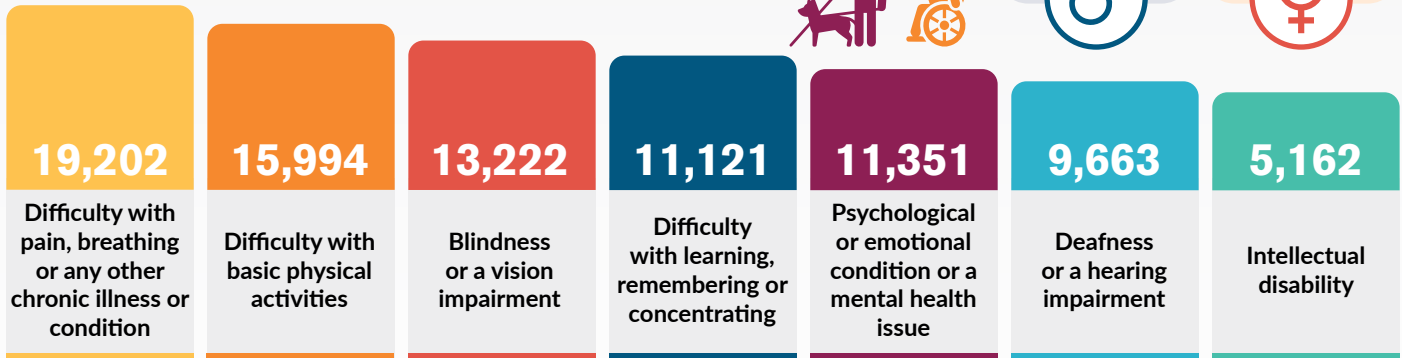 19,202
Difficulty with
pain, breathing
or any other
chronic illness or
condition
15,994
Difficulty with
basic physical
activities
13,222
Blindness
or a vision
impairment
11,121
Difficulty
with learning,
remembering or
concentrating
11,351
Psychological
or emotional
condition or a
mental health
issue
9,663
Deafness
or a hearing
impairment
5,162
Intellectual
disability